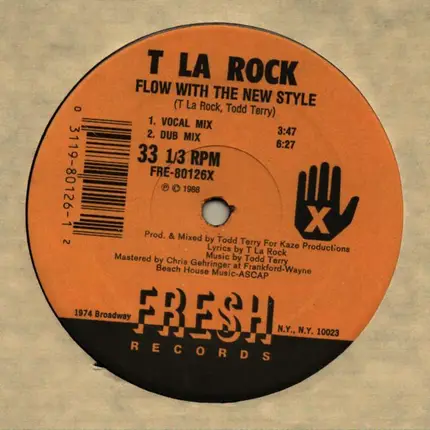 T LA ROCK
FLOW WITH THE NEW STYLE
(T La Rock, Todd Terry)
1. VOCAL MIX 3:47
2. DUB MIX 6:27
33 1/3 RPM
FRE-80126X
℗ © 1988
X
0 3119-80126-1 2
Prod. & Mixed by Todd Terry For Kaze Productions
Lyrics by T La Rock
Music by Todd Terry
Mastered by Chris Gehringer at Frankford-Wayne
Beach House Music-ASCAP
1974 Broadway FRESH N.Y., N.Y. 10023
RECORDS